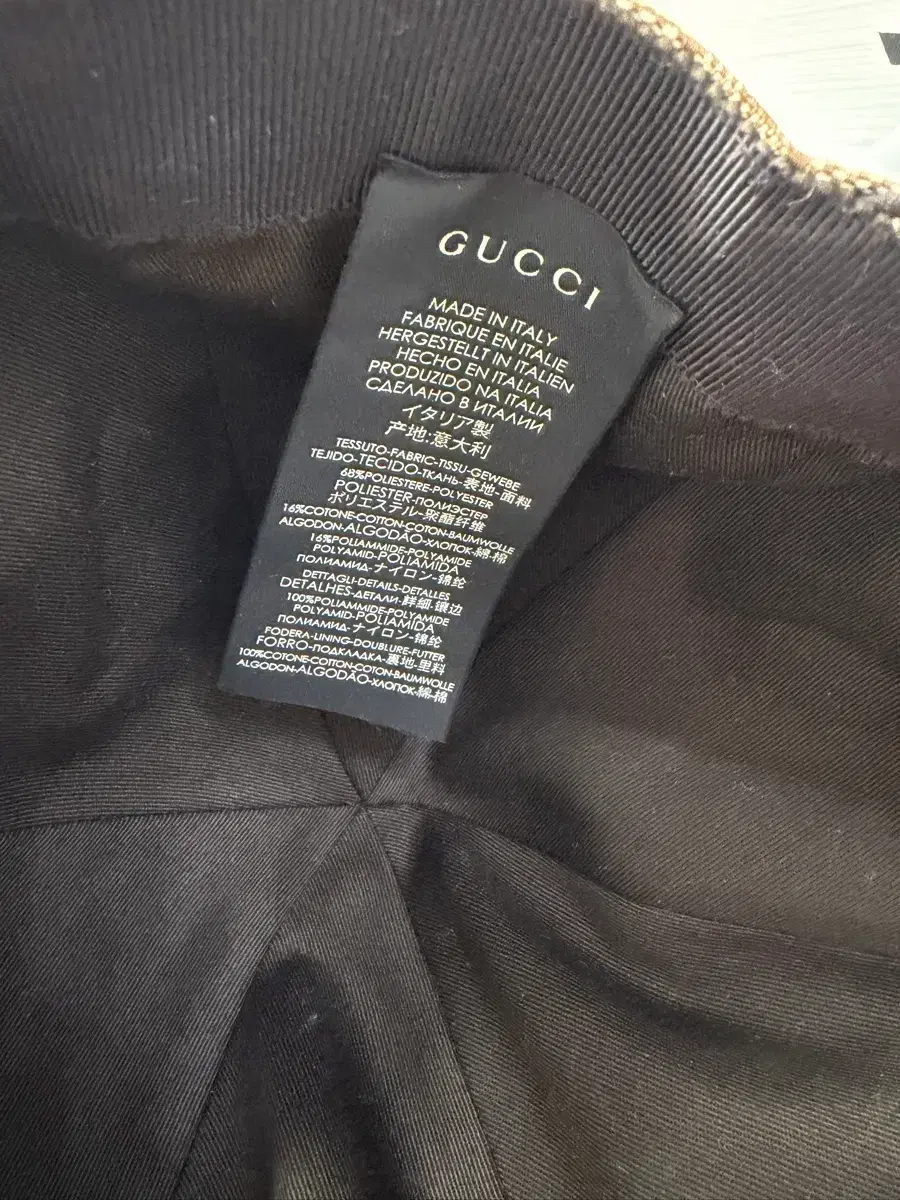 GUCCI
MADE IN ITALY
FABRIQUE EN ITALIE
HERGESTELLT IN ITALIEN
HECHO EN ITALIA
PRODUZIDO NA ITALIA
СДЕЛАНО В ИТАЛИИ
イタリア製
产地:意大利
TESSUTO-FABRIC-TISSU-GEWEBE
TEJIDO-TECIDO-ТКАНЬ-表地-面料
68%POLIESTERE-POLYESTER
POLIESTER-ПОЛИЭСТЕР
ポリエステル-聚酯纤维
16%COTONE-COTTON-COTON-BAUMWOLLE
ALGODON-ALGODÃO-ХЛОПОК-綿-棉
16%POLIAMMIDE-POLYAMIDE
POLYAMID-POLIAMIDA
ПОЛИАМИД-ナイロン-锦纶
DETTAGLI-DETAILS-DETALLES
DETALHES-ДЕТАЛИ-詳細-镶边
100%POLIAMMIDE-POLYAMIDE
POLYAMID-POLIAMIDA
ПОЛИАМИД-ナイロン-锦纶
FODERA-LINING-DOUBLURE-FUTTER
FORRO-ПОДКЛАДКА-裏地-里料
100%COTONE-COTTON-COTON-BAUMWOLLE
ALGODON-ALGODÃO-ХЛОПОК-綿-棉